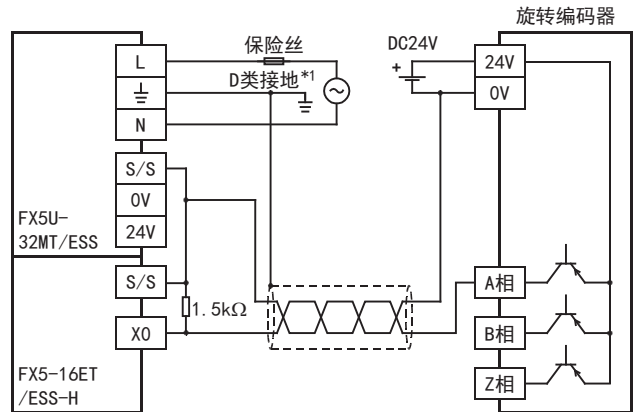 旋转编码器
保险丝
DC24V
L
24V
+
D类接地*1
0V
N
S/S
0V
24V
FX5U-
32MT/ESS
S/S
A相
1.5kΩ
X0
B相
FX5-16ET
/ESS-H
Z相